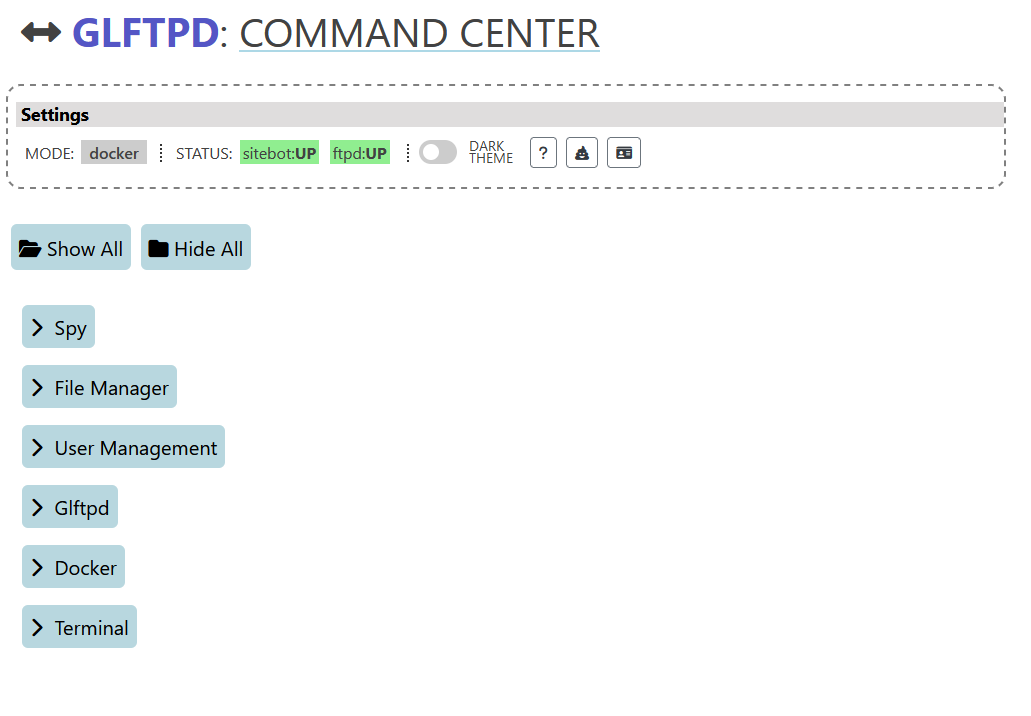 GLFTPD: COMMAND CENTER
Settings
MODE: docker STATUS: sitebot:UP ftpd:UP DARK THEME ?
Show All Hide All
Spy
File Manager
User Management
Glftpd
Docker
Terminal